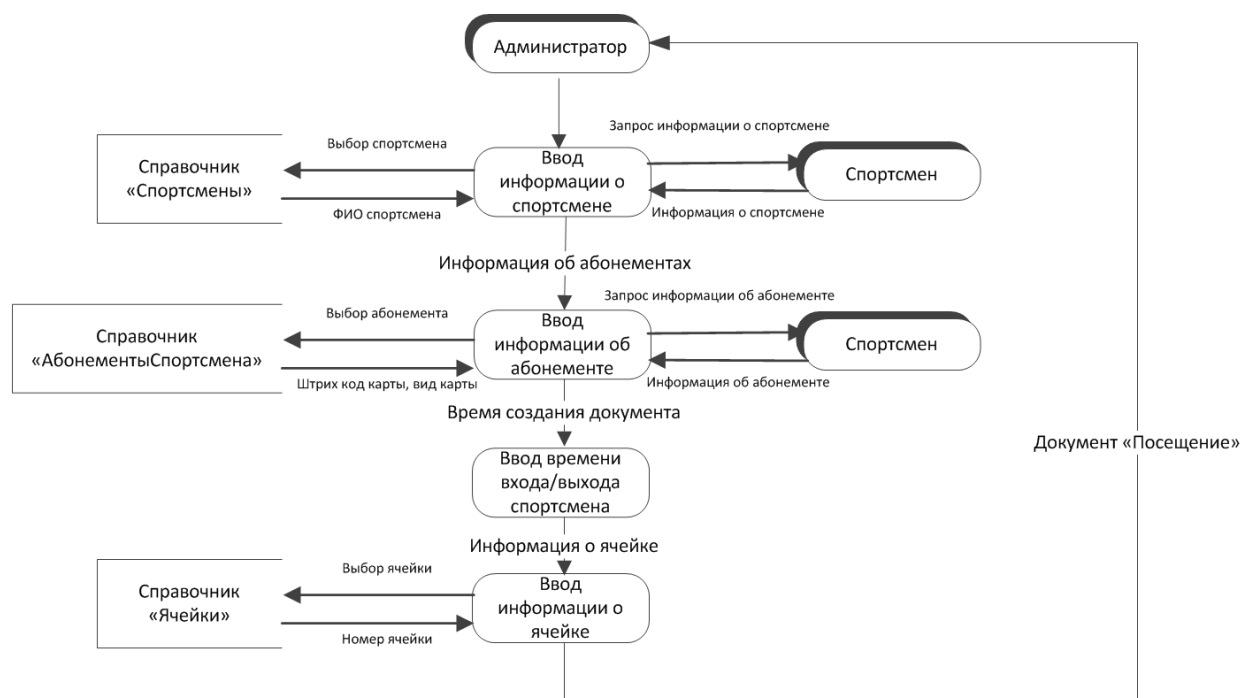 Администратор
Запрос информации о спортсмене
Выбор спортсмена
Справочник
«Спортсмены»
Ввод
информации о
спортсмене
Спортсмен
ФИО спортсмена
Информация о спортсмене
Информация об абонементах
Запрос информации об абонементе
Выбор абонемента
Справочник
«АбонементыСпортсмена»
Ввод
информации об
абонементе
Спортсмен
Штрих код карты, вид карты
Информация об абонементе
Время создания документа
Документ «Посещение»
Ввод времени
входа/выхода
спортсмена
Информация о ячейке
Выбор ячейки
Справочник
«Ячейки»
Ввод
информации о
ячейке
Номер ячейки